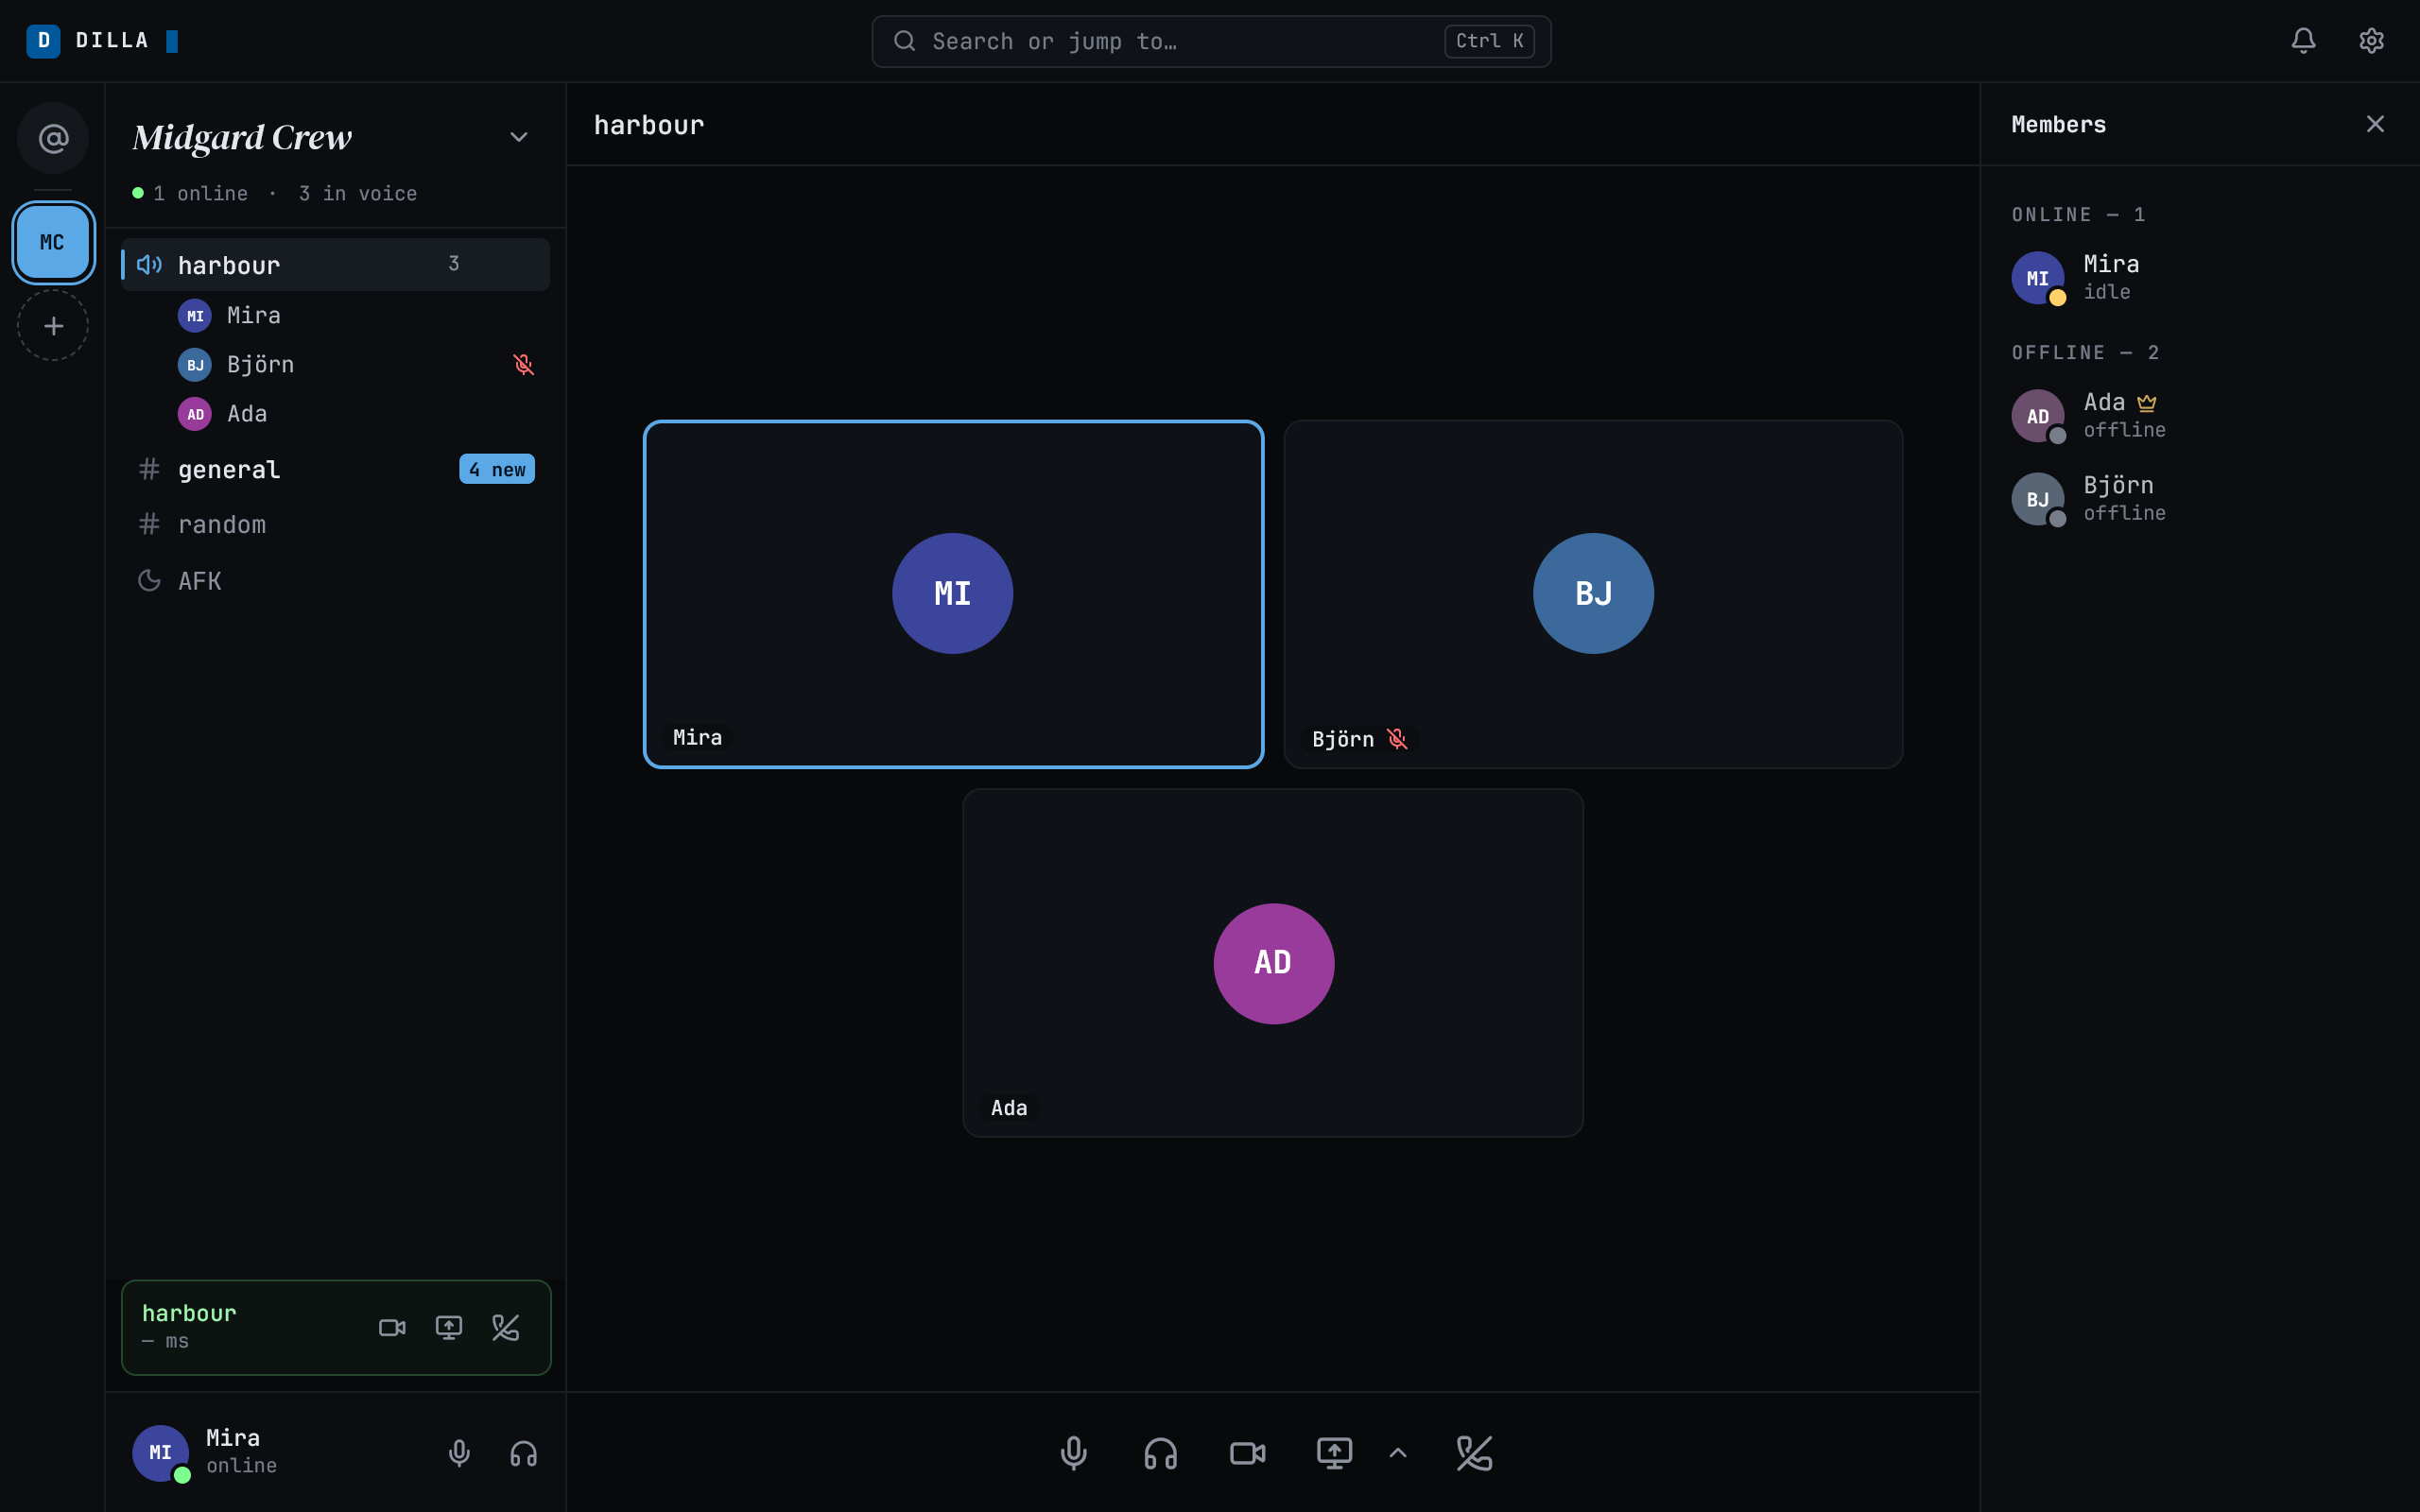 D DILLA
Search or jump to… Ctrl K
Midgard Crew
1 online · 3 in voice
MC
harbour 3
MI Mira
BJ Björn
AD Ada
general 4 new
random
AFK
harbour
— ms
MI Mira
online
harbour
MI
Mira
BJ
Björn
AD
Ada
Members
ONLINE — 1
MI Mira
idle
OFFLINE — 2
AD Ada
offline
BJ Björn
offline